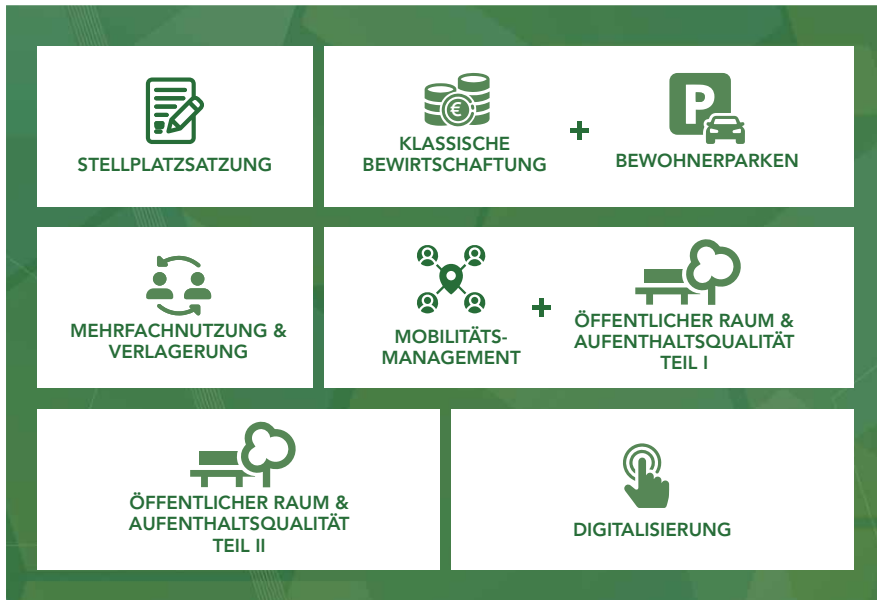 STELLPLATZSATZUNG
€
KLASSISCHE
BEWIRTSCHAFTUNG
+
P
BEWOHNERPARKEN
MEHRFACHNUTZUNG &
VERLAGERUNG
MOBILITÄTS-
MANAGEMENT
+
ÖFFENTLICHER RAUM &
AUFENTHALTSQUALITÄT
TEIL I
ÖFFENTLICHER RAUM &
AUFENTHALTSQUALITÄT
TEIL II
DIGITALISIERUNG